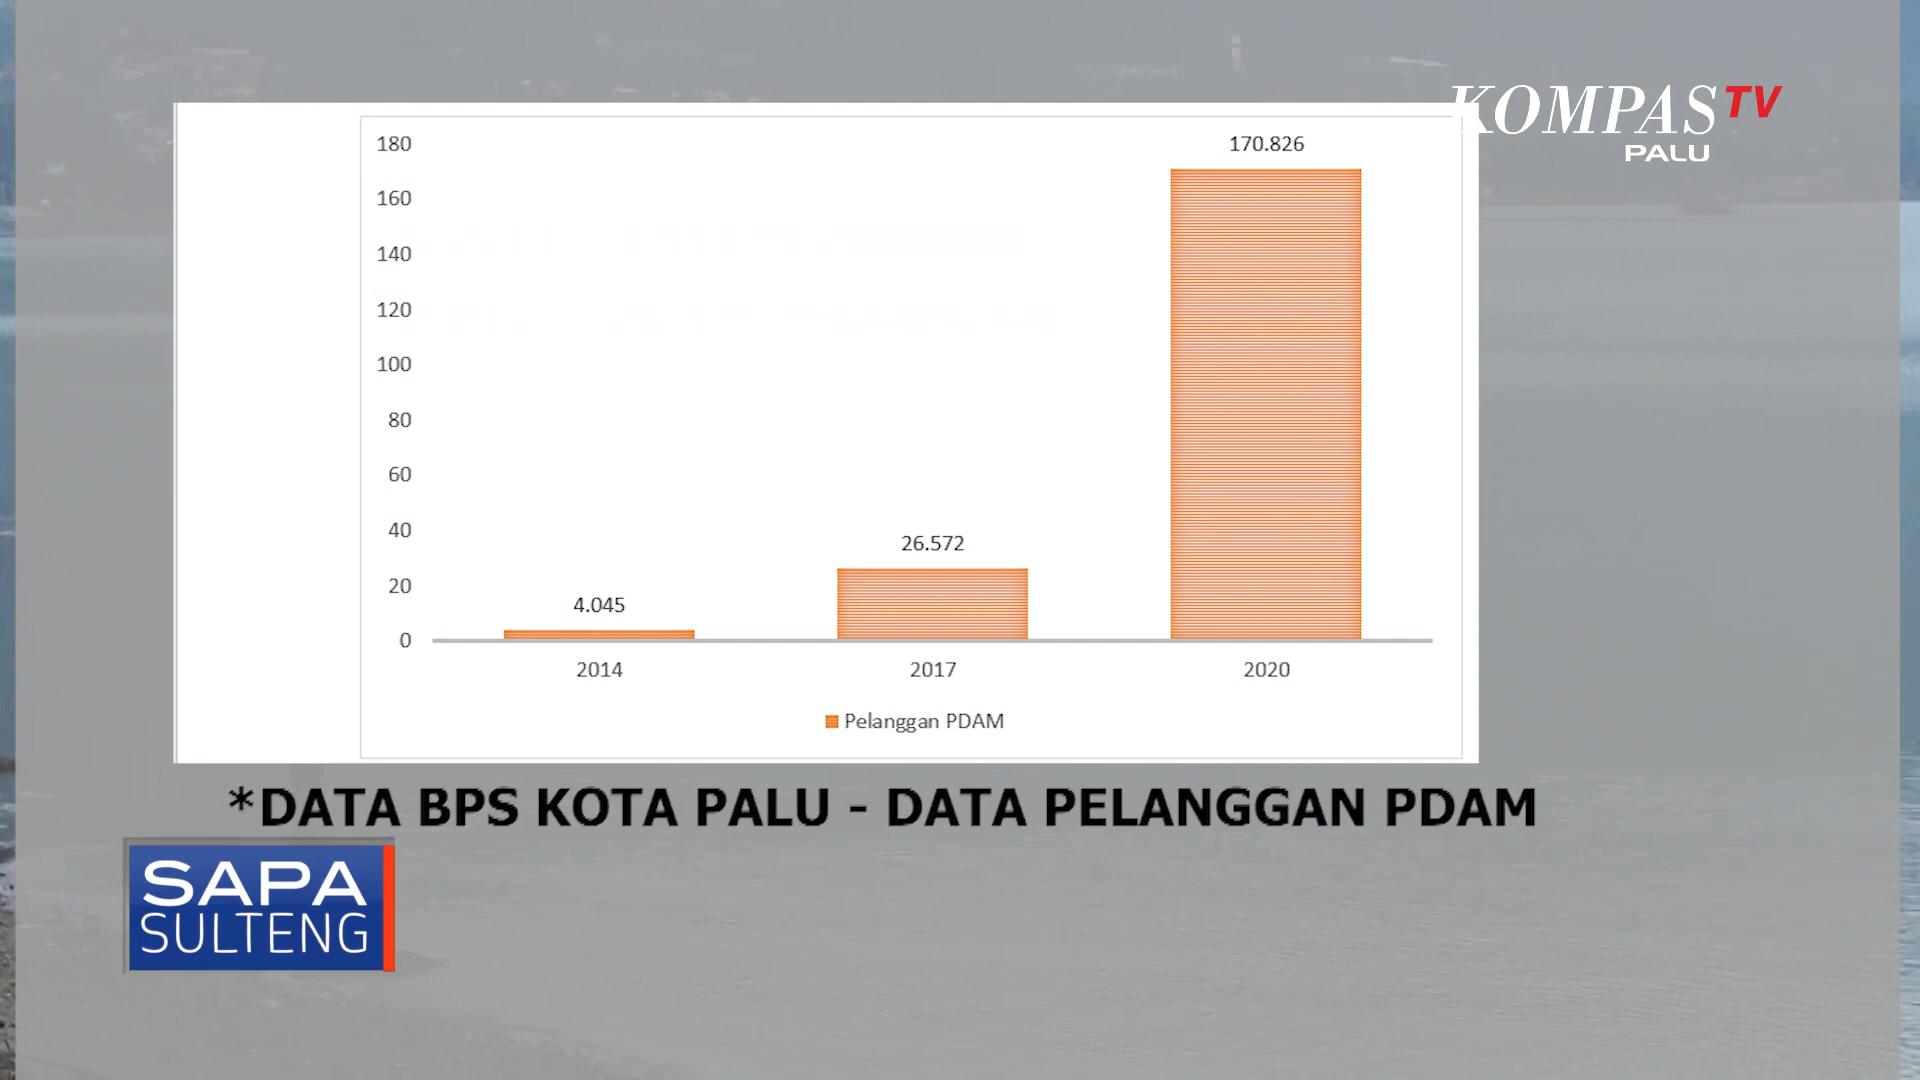 KOMPAS TV
PALU
180
160
140
120
100
80
60
40
20
0
170.826
26.572
4.045
2014 2017 2020
Pelanggan PDAM
*DATA BPS KOTA PALU - DATA PELANGGAN PDAM
SAPA
SULTENG